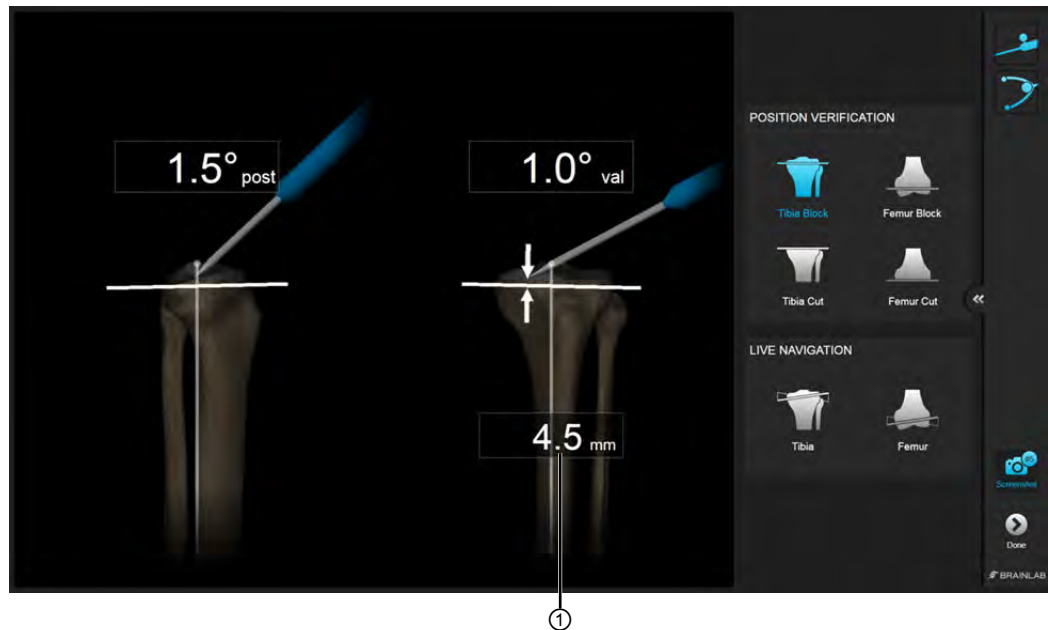 1.5° post
1.0° val
4.5 mm
POSITION VERIFICATION
Tibia Block
Femur Block
Tibia Cut
Femur Cut
LIVE NAVIGATION
Tibia
Femur
Screenshot
Done
BRAINLAB
1